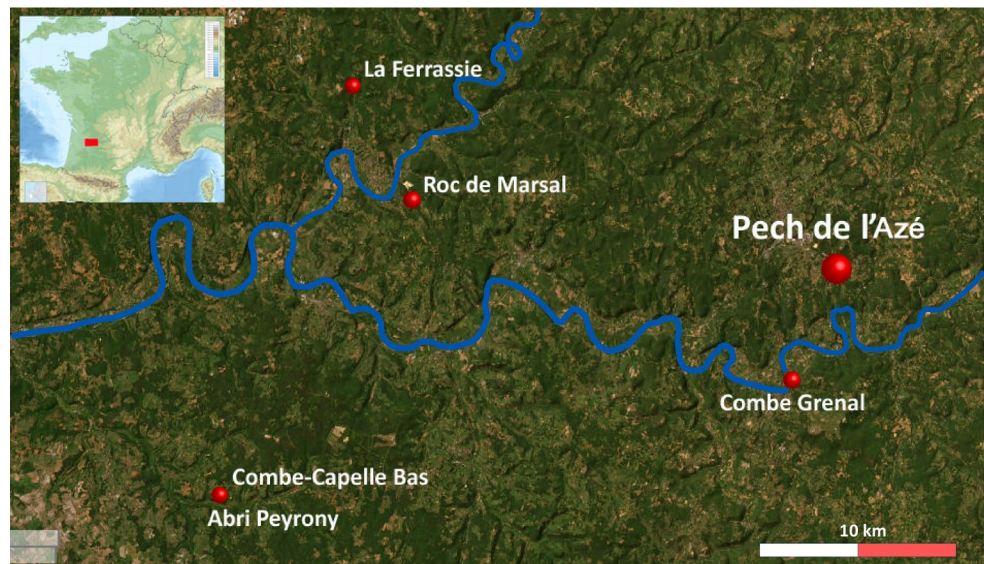 La Ferrassie
Roc de Marsal
Pech de l’Azé
Combe Grenal
Combe-Capelle Bas
Abri Peyrony
10 km